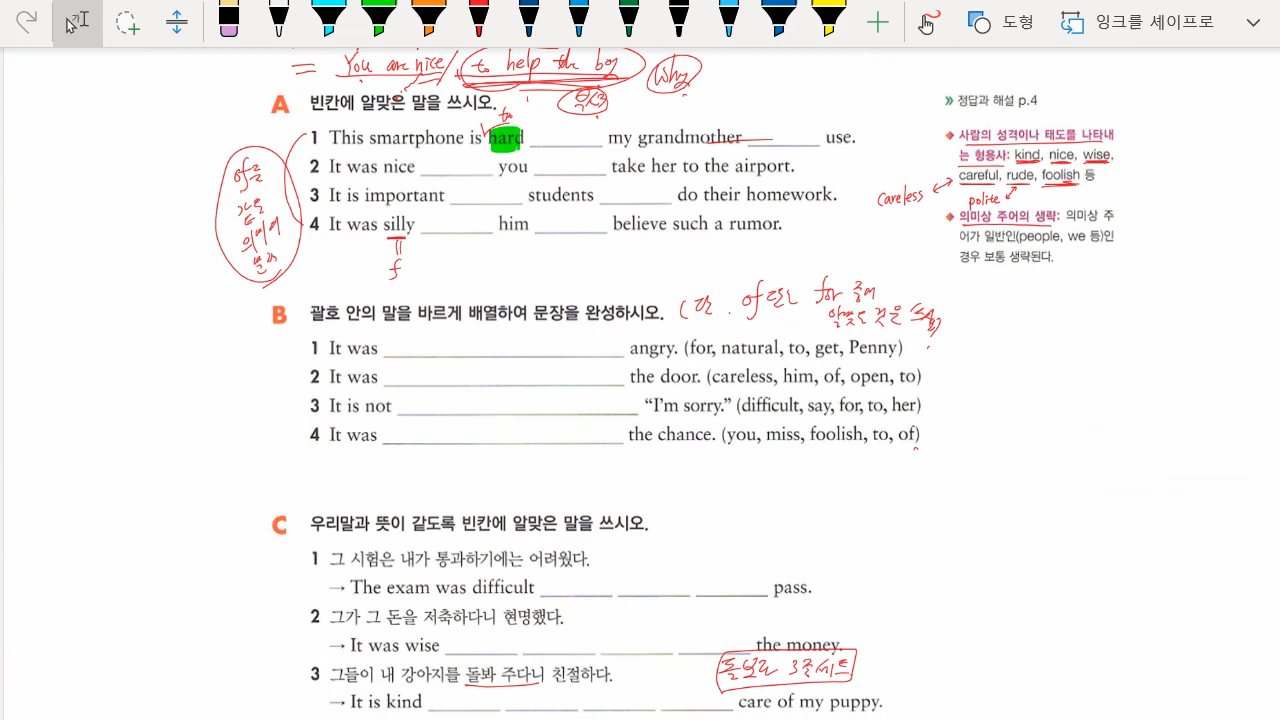 도형
잉크를 셰이프로
= You are nice / to help the boy
Why
A 빈칸에 알맞은 말을 쓰시오.
» 정답과 해설 p.4
to
1 This smartphone is hard ________ my grandmother ________ use.
2 It was nice ________ you ________ take her to the airport.
3 It is important ________ students ________ do their homework.
4 It was silly ________ him ________ believe such a rumor.
◆ 사람의 성격이나 태도를 나타내
는 형용사: kind, nice, wise,
careful, rude, foolish 등
careless
polite
◆ 의미상 주어의 생략: 의미상 주
어가 일반인(people, we 등)인
경우 보통 생략된다.
f
B 괄호 안의 말을 바르게 배열하여 문장을 완성하시오.
1 It was ________ angry. (for, natural, to, get, Penny)
2 It was ________ the door. (careless, him, of, open, to)
3 It is not ________ “I’m sorry.” (difficult, say, for, to, her)
4 It was ________ the chance. (you, miss, foolish, to, of)
C 우리말과 뜻이 같도록 빈칸에 알맞은 말을 쓰시오.
1 그 시험은 내가 통과하기에는 어려웠다.
→ The exam was difficult ________ ________ ________ pass.
2 그가 그 돈을 저축하다니 현명했다.
→ It was wise ________ ________ ________ ________ the money.
3 그들이 내 강아지를 돌봐 주다니 친절하다.
돌보다 3종세트
→ It is kind ________ ________ ________ ________ care of my puppy.